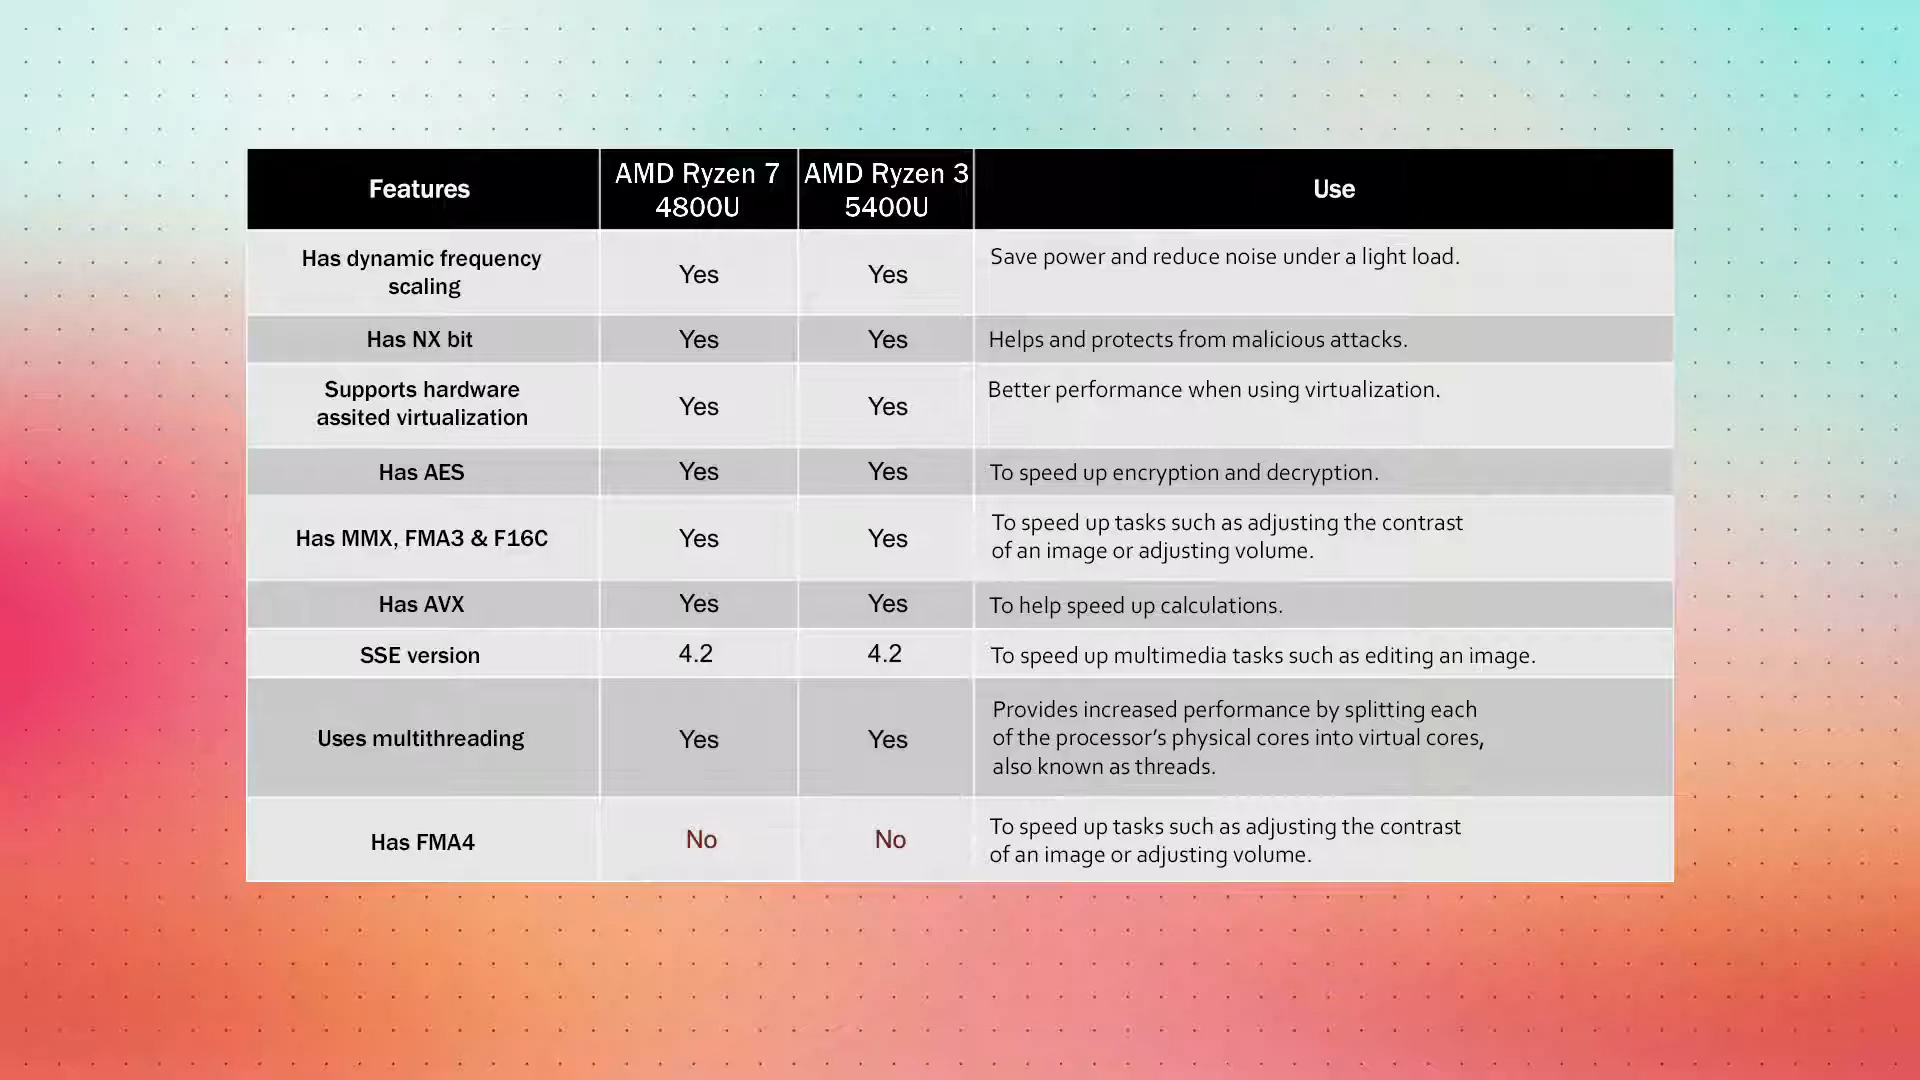 Features
AMD Ryzen 7
4800U
AMD Ryzen 3
5400U
Use
Has dynamic frequency
scaling
Yes
Yes
Save power and reduce noise under a light load.
Has NX bit
Yes
Yes
Helps and protects from malicious attacks.
Supports hardware
assited virtualization
Yes
Yes
Better performance when using virtualization.
Has AES
Yes
Yes
To speed up encryption and decryption.
Has MMX, FMA3 & F16C
Yes
Yes
To speed up tasks such as adjusting the contrast
of an image or adjusting volume.
Has AVX
Yes
Yes
To help speed up calculations.
SSE version
4.2
4.2
To speed up multimedia tasks such as editing an image.
Uses multithreading
Yes
Yes
Provides increased performance by splitting each
of the processor’s physical cores into virtual cores,
also known as threads.
Has FMA4
No
No
To speed up tasks such as adjusting the contrast
of an image or adjusting volume.